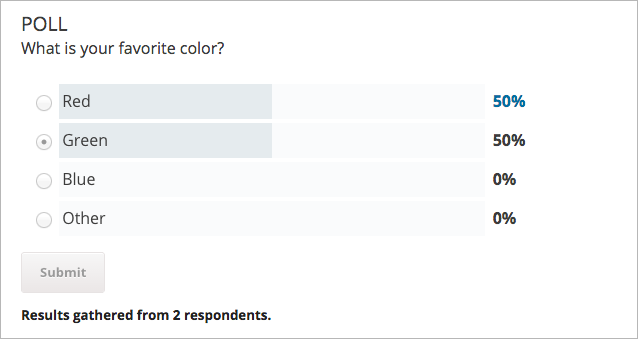 POLL
What is your favorite color?
Red 50%
Green 50%
Blue 0%
Other 0%
Submit
Results gathered from 2 respondents.